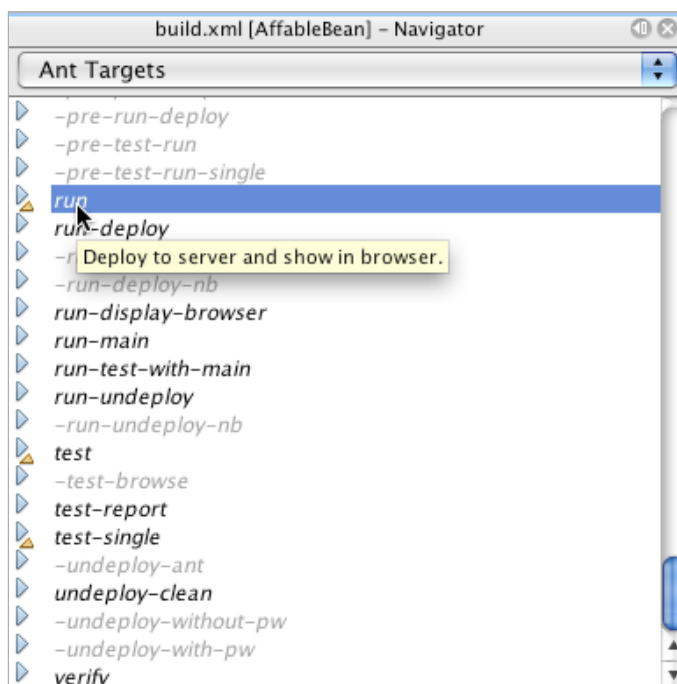 build.xml [AffableBean] – Navigator
Ant Targets
-pre-run-deploy
-pre-test-run
-pre-test-run-single
run
run-deploy
Deploy to server and show in browser.
-run-deploy-nb
run-display-browser
run-main
run-test-with-main
run-undeploy
-run-undeploy-nb
test
-test-browse
test-report
test-single
-undeploy-ant
undeploy-clean
-undeploy-without-pw
-undeploy-with-pw
verify